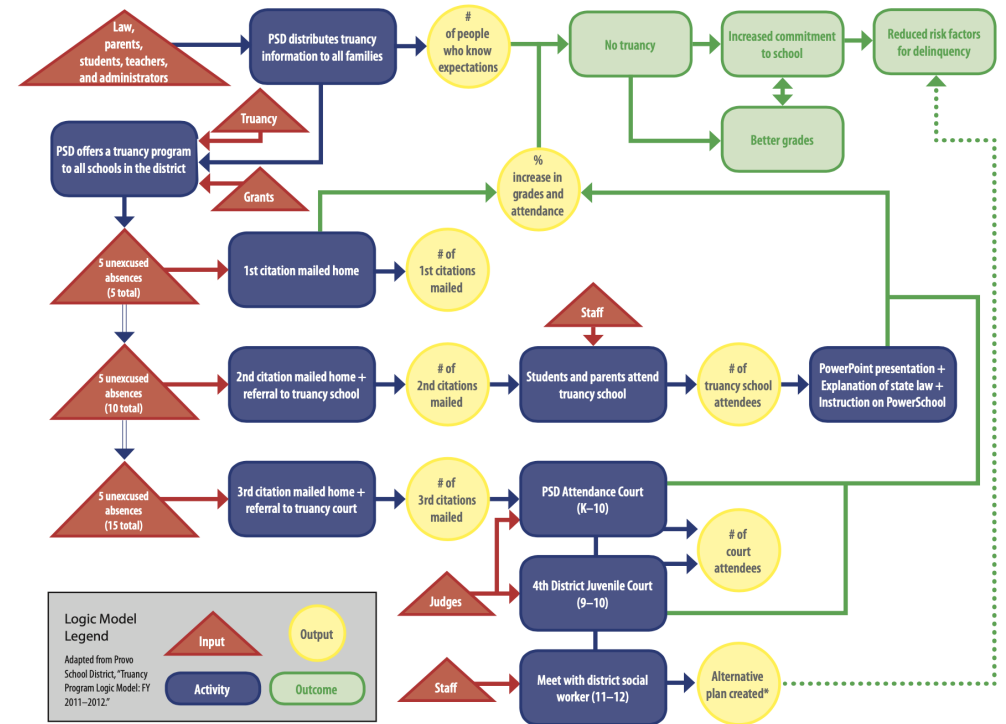 Law,
parents,
students, teachers,
and administrators
PSD distributes truancy
information to all families
#
of people
who know
expectations
No truancy
Increased commitment
to school
Reduced risk factors
for delinquency
Truancy
Better grades
PSD offers a truancy program
to all schools in the district
Grants
%
increase in
grades and
attendance
5 unexcused
absences
(5 total)
1st citation mailed home
# of
1st citations
mailed
Staff
5 unexcused
absences
(10 total)
2nd citation mailed home +
referral to truancy school
# of
2nd citations
mailed
Students and parents attend
truancy school
# of
truancy school
attendees
PowerPoint presentation +
Explanation of state law +
Instruction on PowerSchool
5 unexcused
absences
(15 total)
3rd citation mailed home +
referral to truancy court
# of
3rd citations
mailed
PSD Attendance Court
(K–10)
# of
court
attendees
Judges
4th District Juvenile Court
(9–10)
Staff
Meet with district social
worker (11–12)
Alternative
plan created*
Logic Model
Legend
Adapted from Provo
School District, “Truancy
Program Logic Model: FY
2011–2012.”
Input
Output
Activity
Outcome